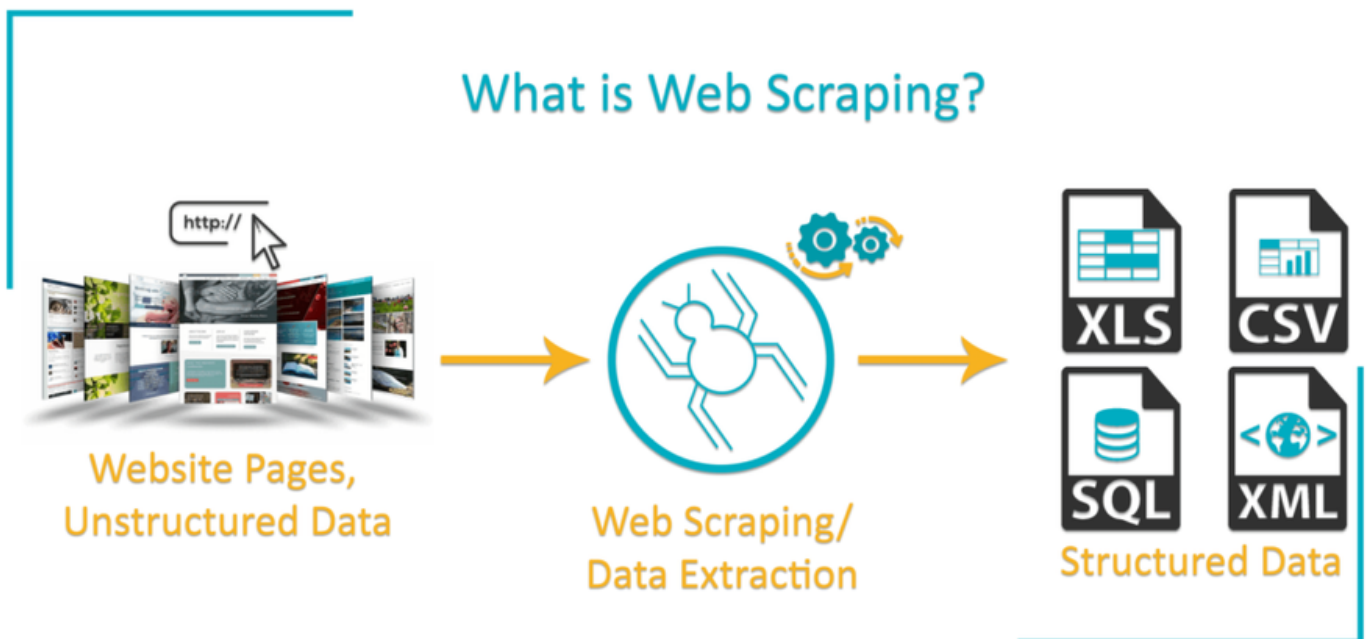 What is Web Scraping?
http://
Website Pages,
Unstructured Data
Web Scraping/
Data Extraction
XLS
CSV
SQL
< >
XML
Structured Data